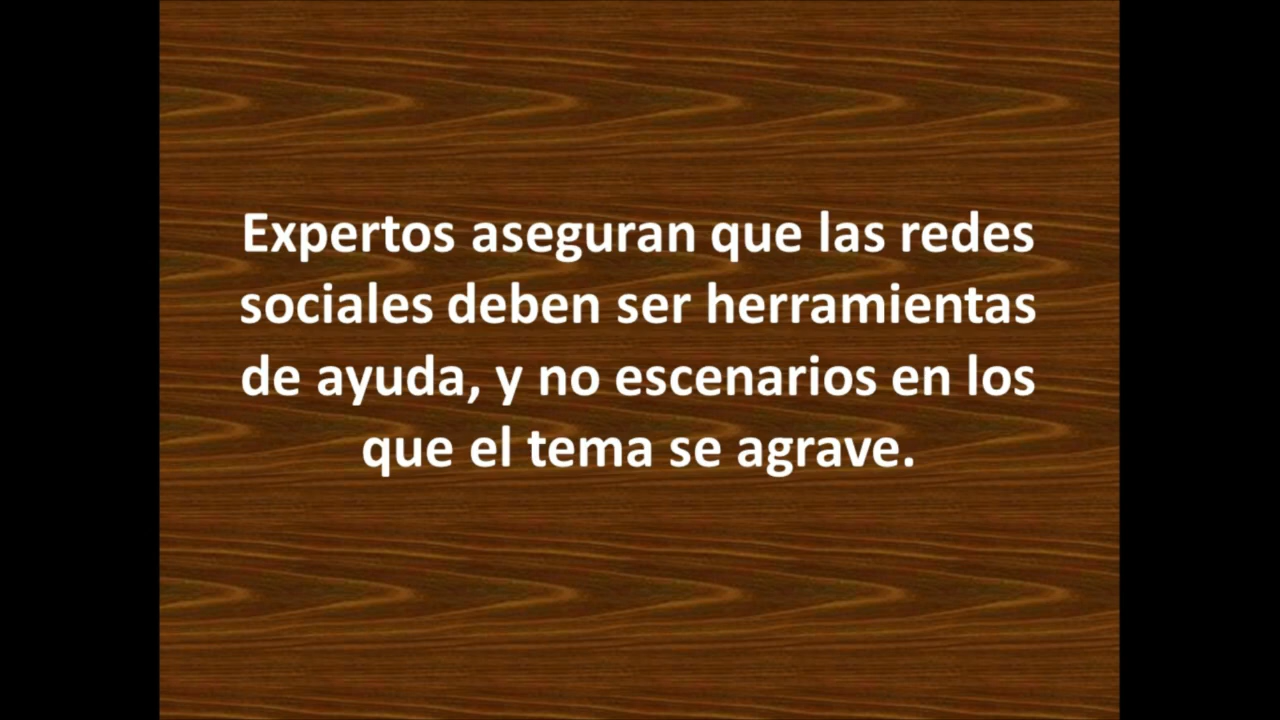 Expertos aseguran que las redes
sociales deben ser herramientas
de ayuda, y no escenarios en los
que el tema se agrave.